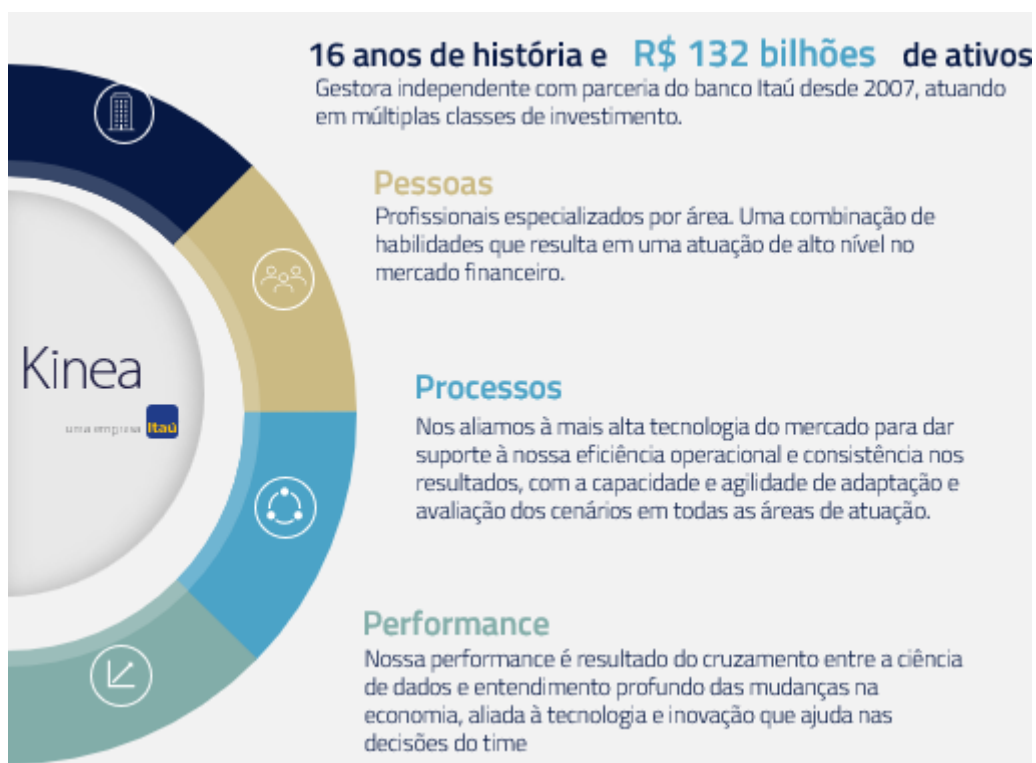 16 anos de história e R$ 132 bilhões de ativos
Gestora independente com parceria do banco Itaú desde 2007, atuando
em múltiplas classes de investimento.
Pessoas
Profissionais especializados por área. Uma combinação de
habilidades que resulta em uma atuação de alto nível no
mercado financeiro.
Kinea
uma empresa Itaú
Processos
Nos aliamos à mais alta tecnologia do mercado para dar
suporte à nossa eficiência operacional e consistência nos
resultados, com a capacidade e agilidade de adaptação e
avaliação dos cenários em todas as áreas de atuação.
Performance
Nossa performance é resultado do cruzamento entre a ciência
de dados e entendimento profundo das mudanças na
economia, aliada à tecnologia e inovação que ajuda nas
decisões do time